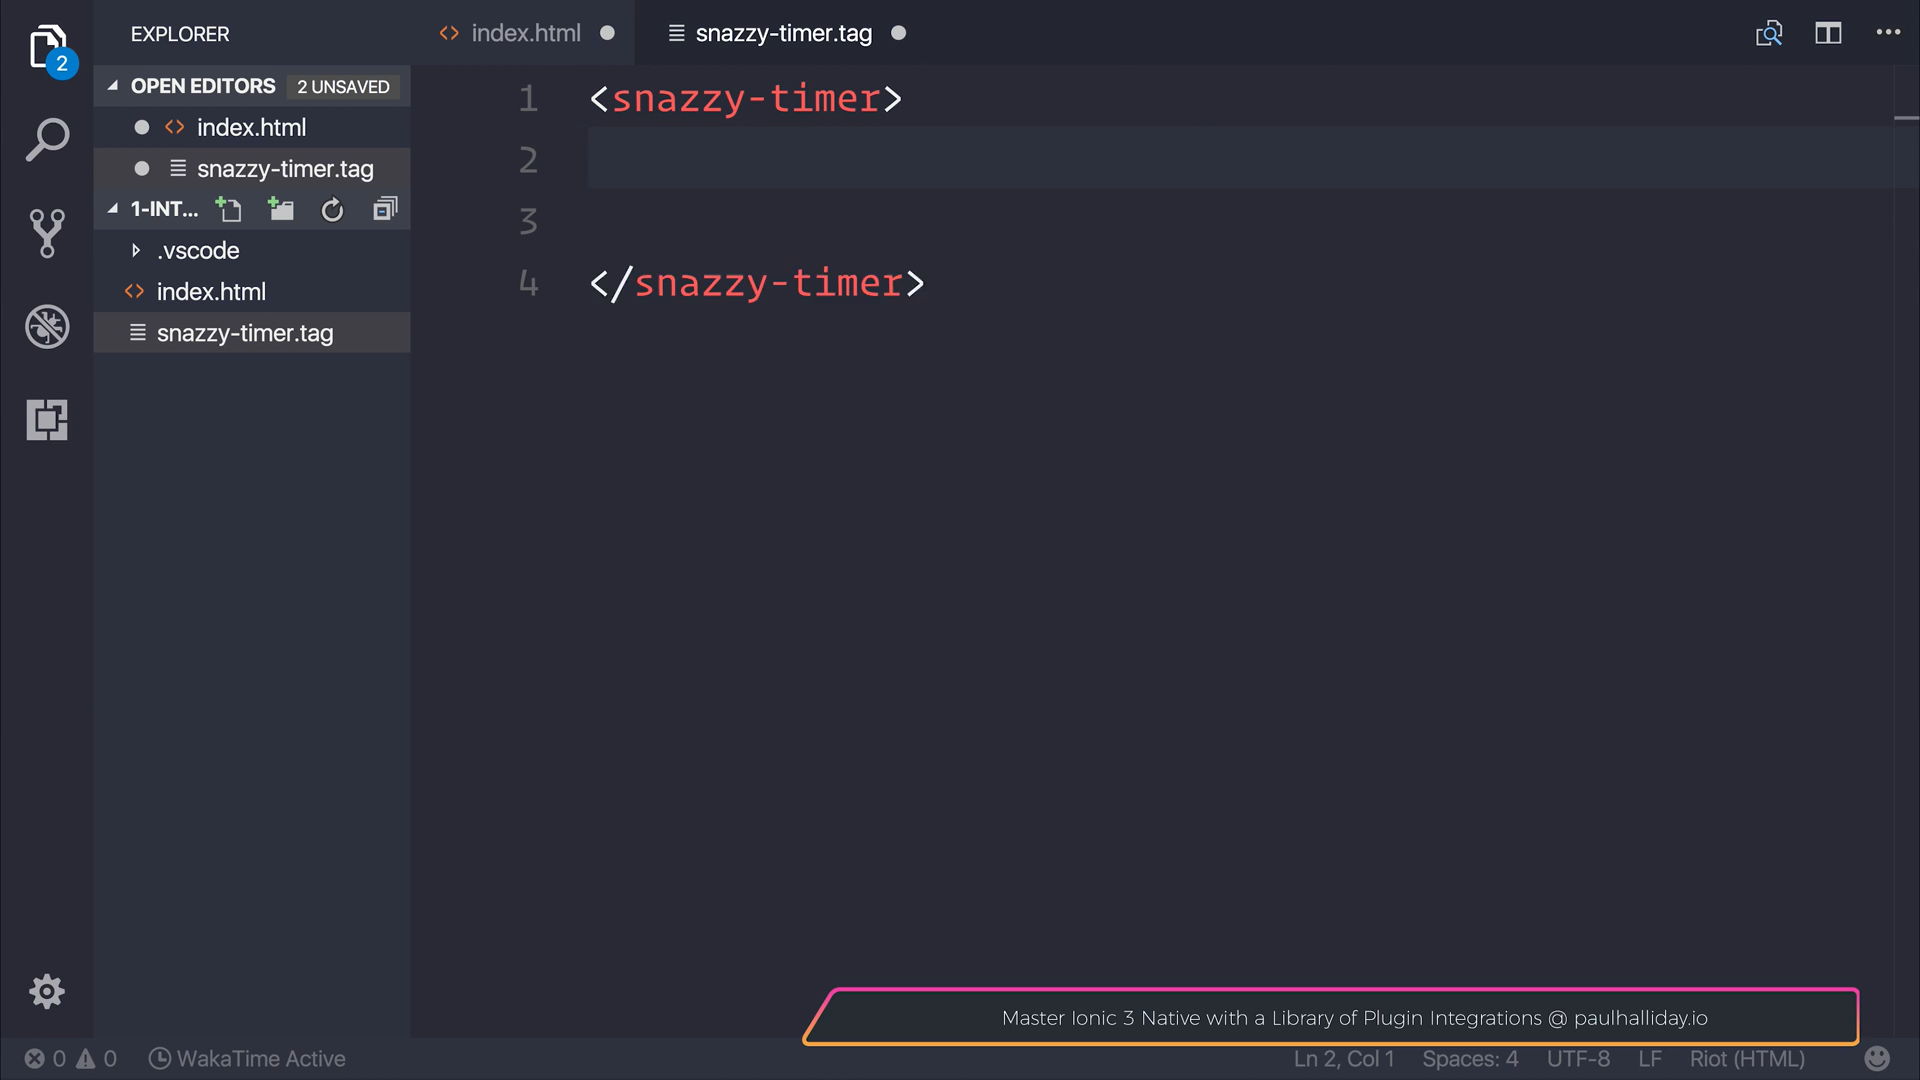 EXPLORER
index.html
snazzy-timer.tag
2
OPEN EDITORS 2 UNSAVED
index.html
snazzy-timer.tag
1-INT...
.vscode
index.html
snazzy-timer.tag
1 <snazzy-timer>
2
3
4 </snazzy-timer>
Master Ionic 3 Native with a Library of Plugin Integrations @ paulhalliday.io
0 0 WakaTime Active Ln 2, Col 1 Spaces: 4 UTF-8 LF Riot (HTML)